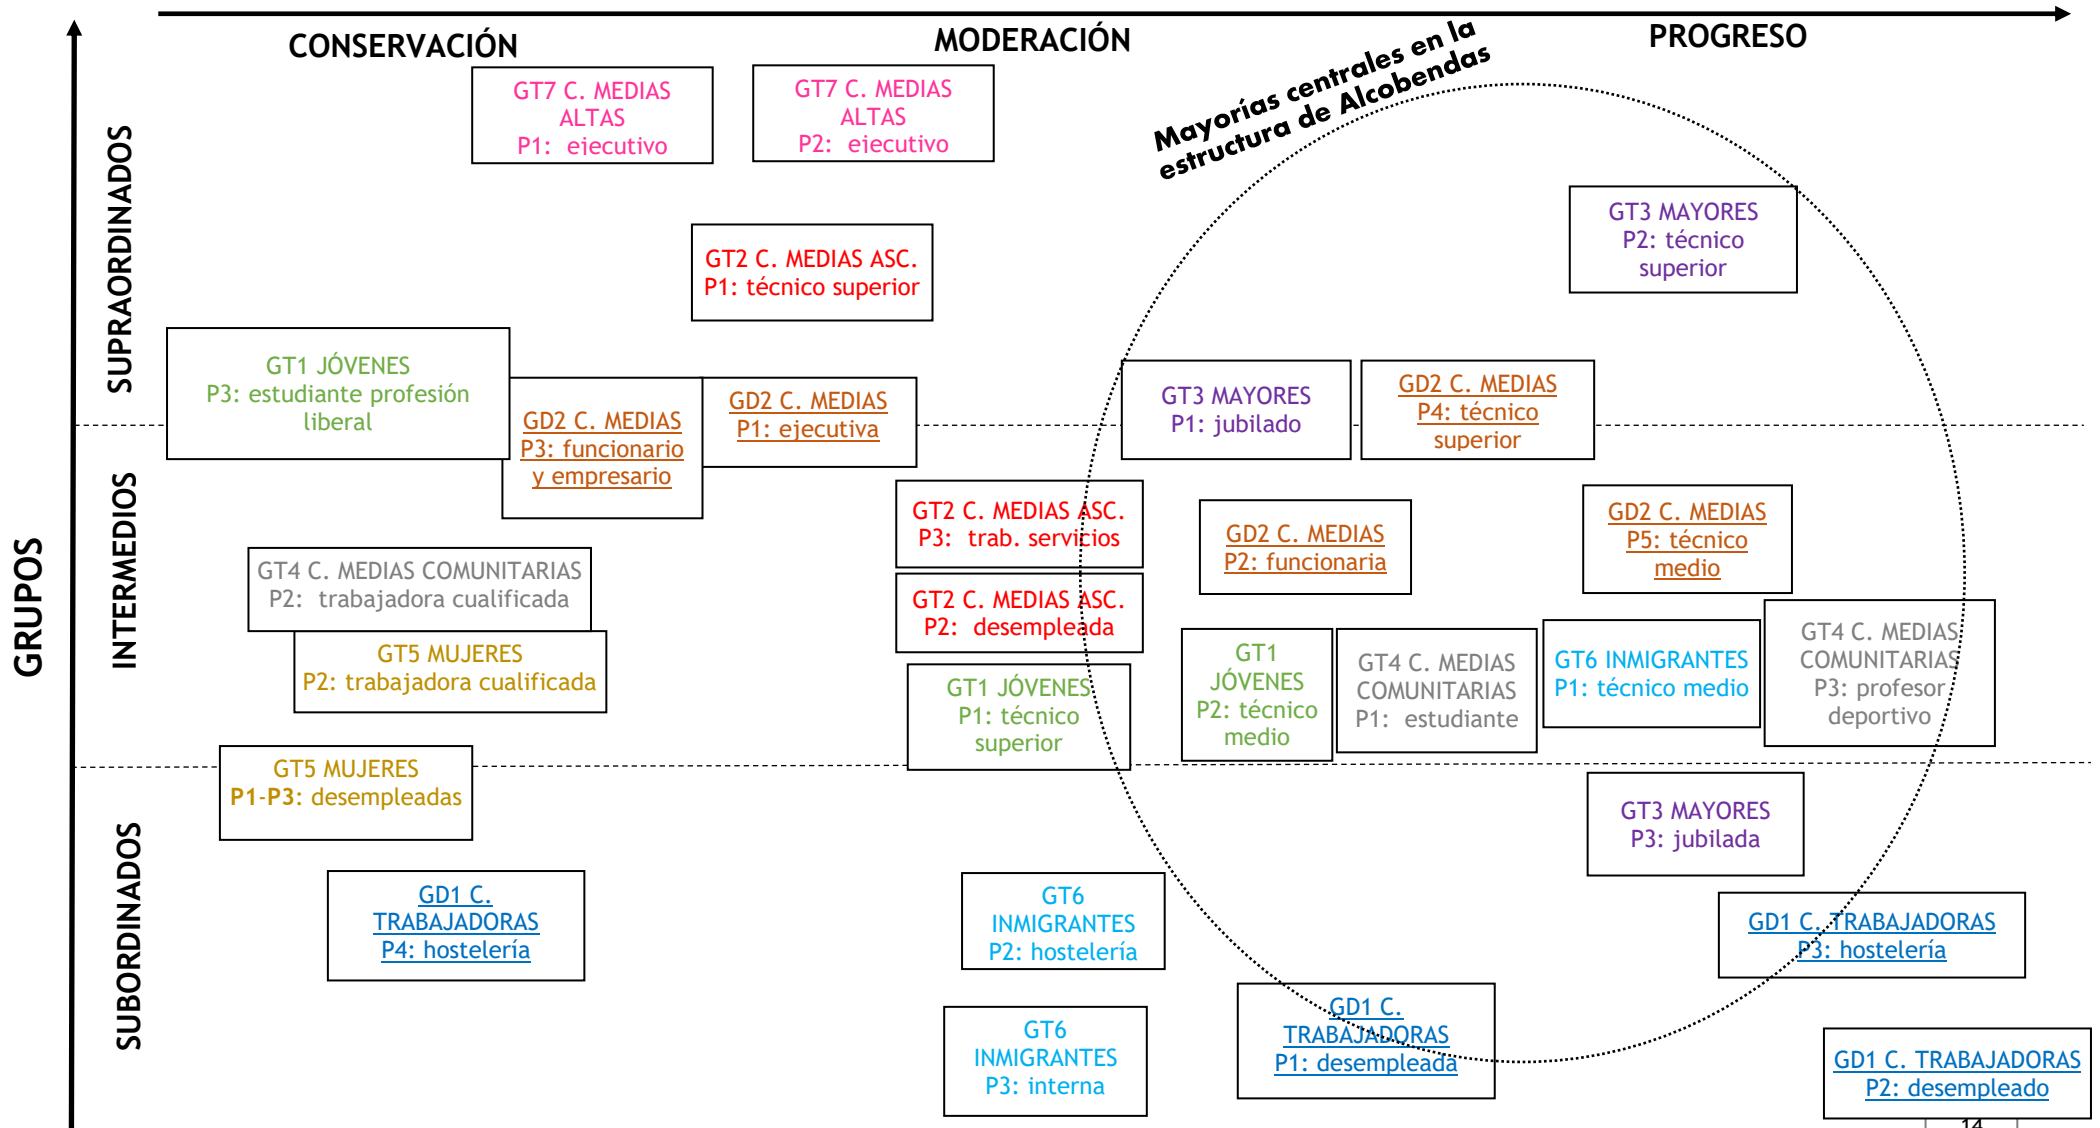 CONSERVACIÓN
MODERACIÓN
PROGRESO
Mayorías centrales en la
estructura de Alcobendas
GRUPOS
SUPRAORDINADOS
INTERMEDIOS
SUBORDINADOS
GT7 C. MEDIAS
ALTAS
P1: ejecutivo
GT7 C. MEDIAS
ALTAS
P2: ejecutivo
GT3 MAYORES
P2: técnico
superior
GT2 C. MEDIAS ASC.
P1: técnico superior
GT1 JÓVENES
P3: estudiante profesión
liberal
GD2 C. MEDIAS
P3: funcionario
y empresario
GD2 C. MEDIAS
P1: ejecutiva
GT3 MAYORES
P1: jubilado
GD2 C. MEDIAS
P4: técnico
superior
GT2 C. MEDIAS ASC.
P3: trab. servicios
GD2 C. MEDIAS
P2: funcionaria
GD2 C. MEDIAS
P5: técnico
medio
GT4 C. MEDIAS COMUNITARIAS
P2: trabajadora cualificada
GT2 C. MEDIAS ASC.
P2: desempleada
GT5 MUJERES
P2: trabajadora cualificada
GT1 JÓVENES
P1: técnico
superior
GT1
JÓVENES
P2: técnico
medio
GT4 C. MEDIAS
COMUNITARIAS
P1: estudiante
GT6 INMIGRANTES
P1: técnico medio
GT4 C. MEDIAS
COMUNITARIAS
P3: profesor
deportivo
GT5 MUJERES
P1-P3: desempleadas
GT3 MAYORES
P3: jubilada
GD1 C.
TRABAJADORAS
P4: hostelería
GT6
INMIGRANTES
P2: hostelería
GD1 C. TRABAJADORAS
P3: hostelería
GT6
INMIGRANTES
P3: interna
GD1 C.
TRABAJADORAS
P1: desempleada
GD1 C. TRABAJADORAS
P2: desempleado
14